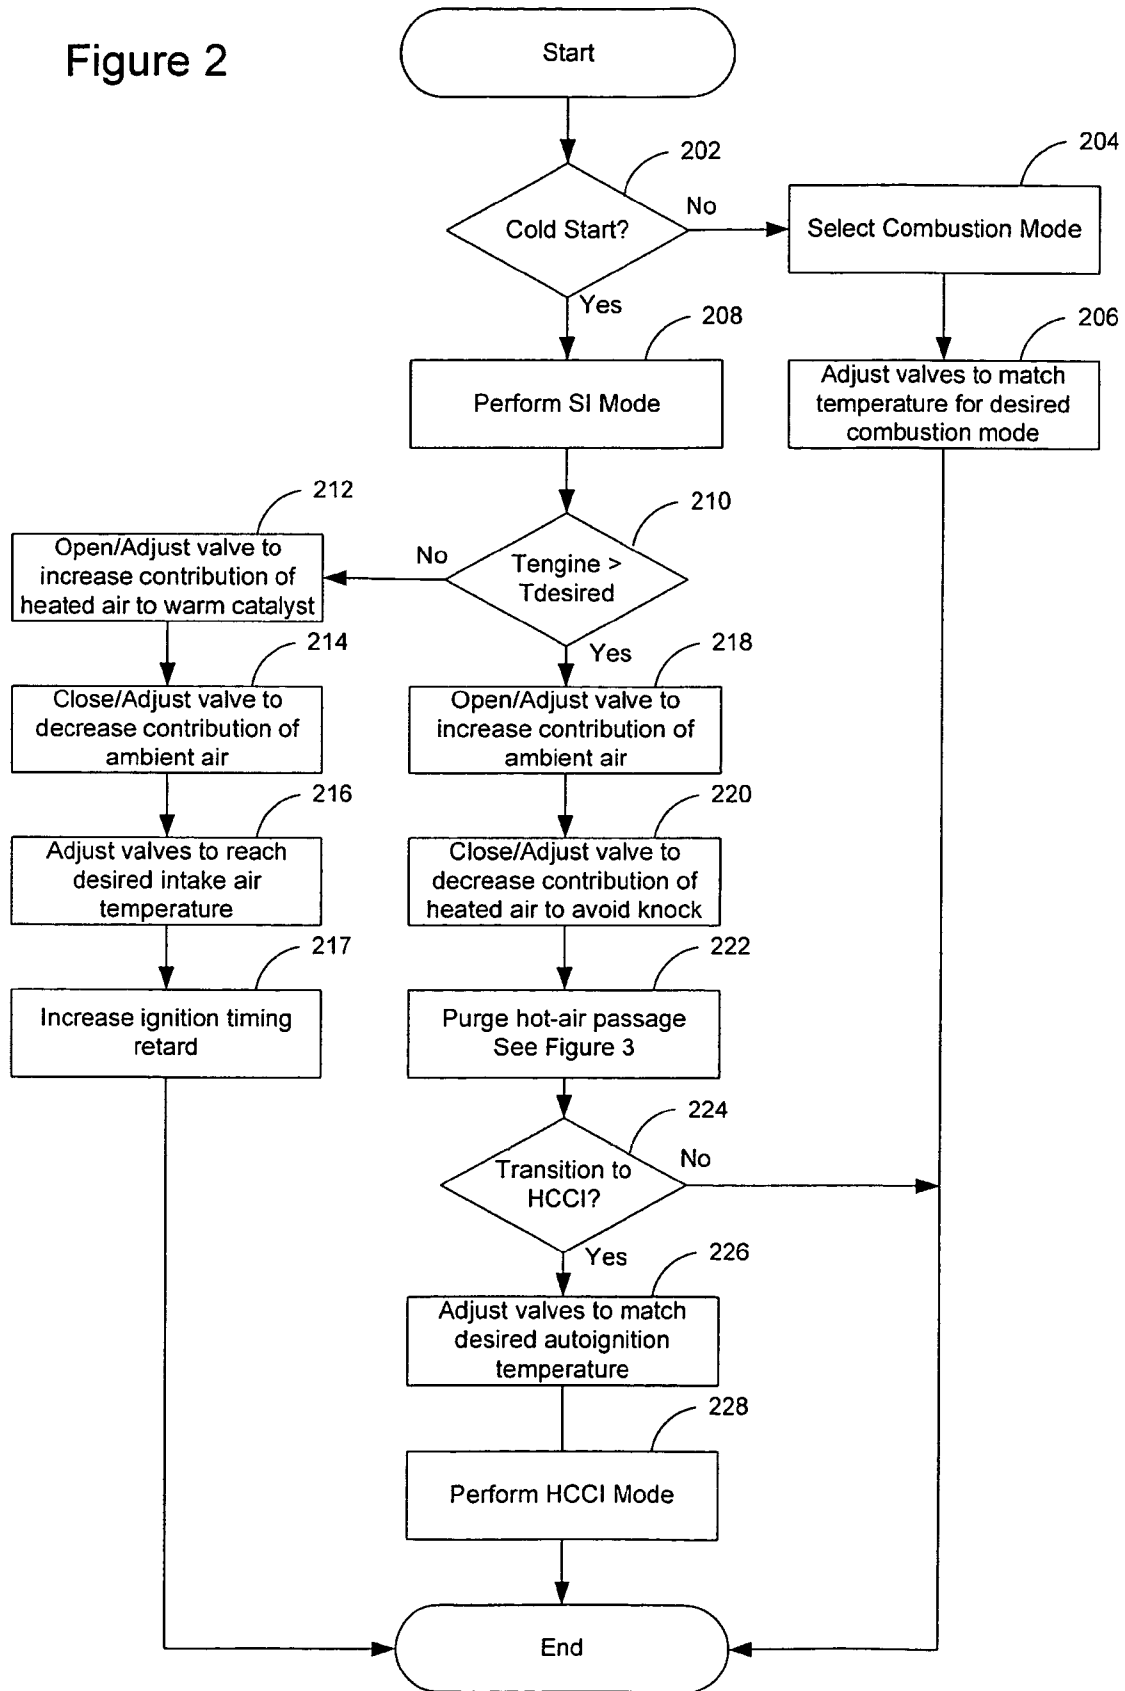 Figure 2
Start
202
Cold Start?
No
204
Select Combustion Mode
Yes
208
206
Perform SI Mode
Adjust valves to match
temperature for desired
combustion mode
210
Tengine >
Tdesired
No
212
Open/Adjust valve to
increase contribution of
heated air to warm catalyst
214
Close/Adjust valve to
decrease contribution of
ambient air
216
Adjust valves to reach
desired intake air
temperature
217
Increase ignition timing
retard
Yes
218
Open/Adjust valve to
increase contribution of
ambient air
220
Close/Adjust valve to
decrease contribution of
heated air to avoid knock
222
Purge hot-air passage
See Figure 3
224
Transition to
HCCI?
No
Yes
226
Adjust valves to match
desired autoignition
temperature
228
Perform HCCI Mode
End